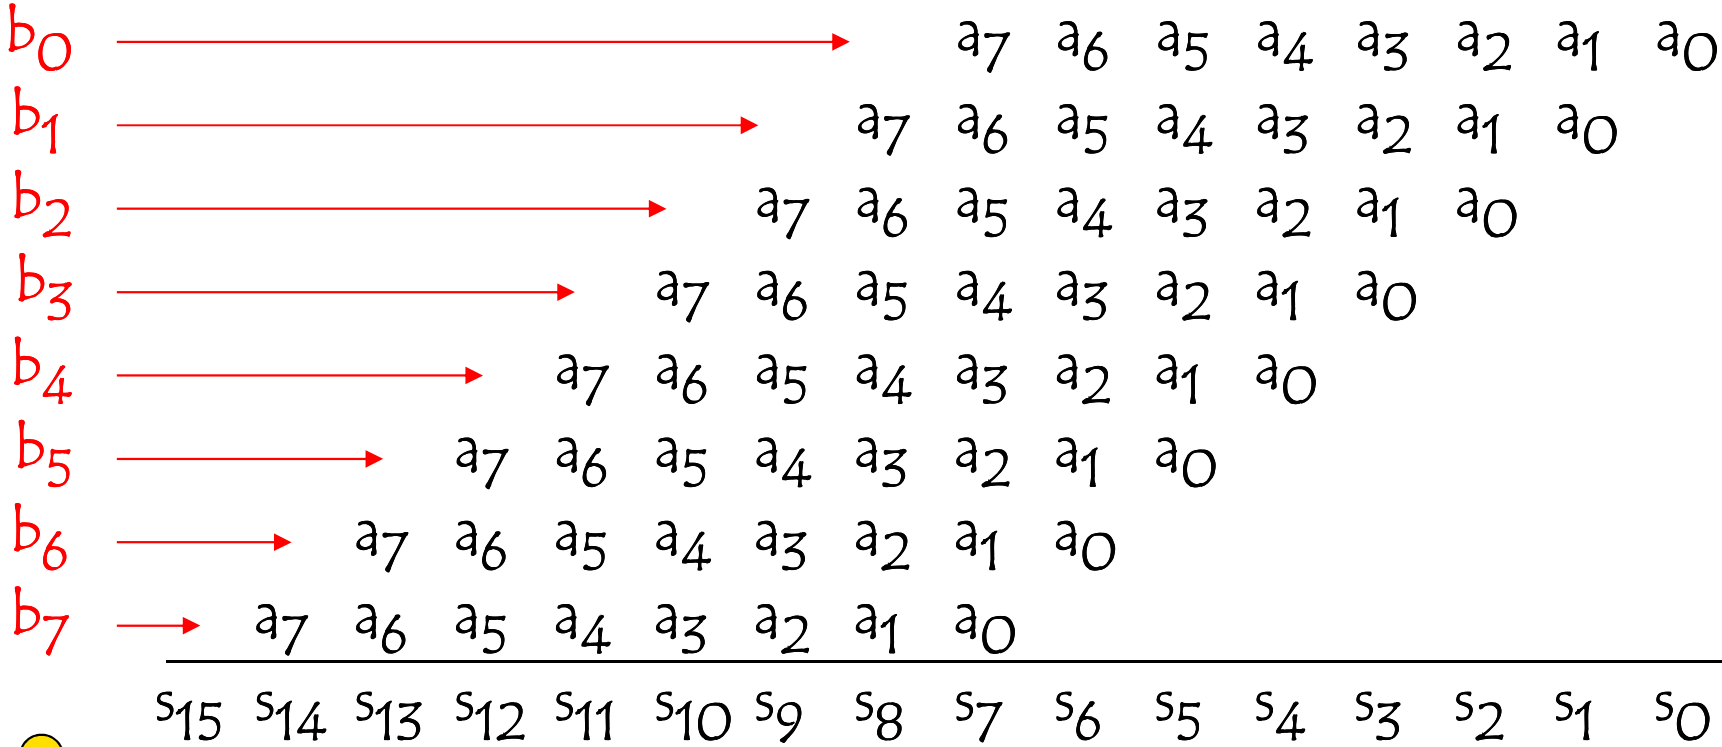 b0 a7 a6 a5 a4 a3 a2 a1 a0
b1 a7 a6 a5 a4 a3 a2 a1 a0
b2 a7 a6 a5 a4 a3 a2 a1 a0
b3 a7 a6 a5 a4 a3 a2 a1 a0
b4 a7 a6 a5 a4 a3 a2 a1 a0
b5 a7 a6 a5 a4 a3 a2 a1 a0
b6 a7 a6 a5 a4 a3 a2 a1 a0
b7 a7 a6 a5 a4 a3 a2 a1 a0
s15 s14 s13 s12 s11 s10 s9 s8 s7 s6 s5 s4 s3 s2 s1 s0